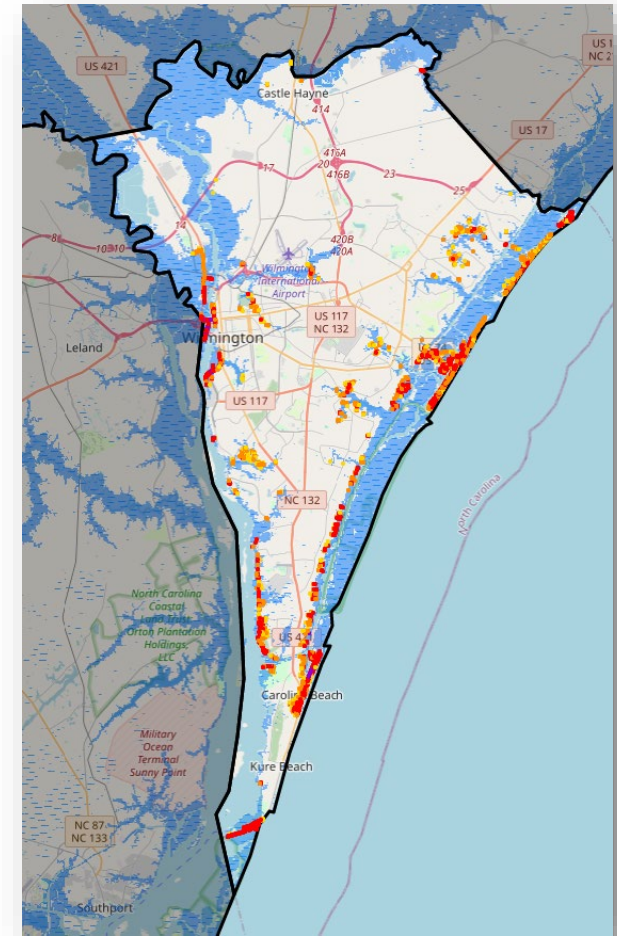 US 421
US 1
NC 2
Castle Hayne
414
US 17
416A
20
416B
17
23
25
14
8
10
10
420B
420A
Wilmington
International
Airport
US 117
NC 132
Wilmington
Leland
US 117
NC 132
North Carolina
North Carolina
Coastal
Land Trust
Orton Plantation
Holdings,
LLC
US 4
Carolina Beach
Military
Ocean
Terminal
Sunny Point
Kure Beach
NC 87
NC 133
Southport